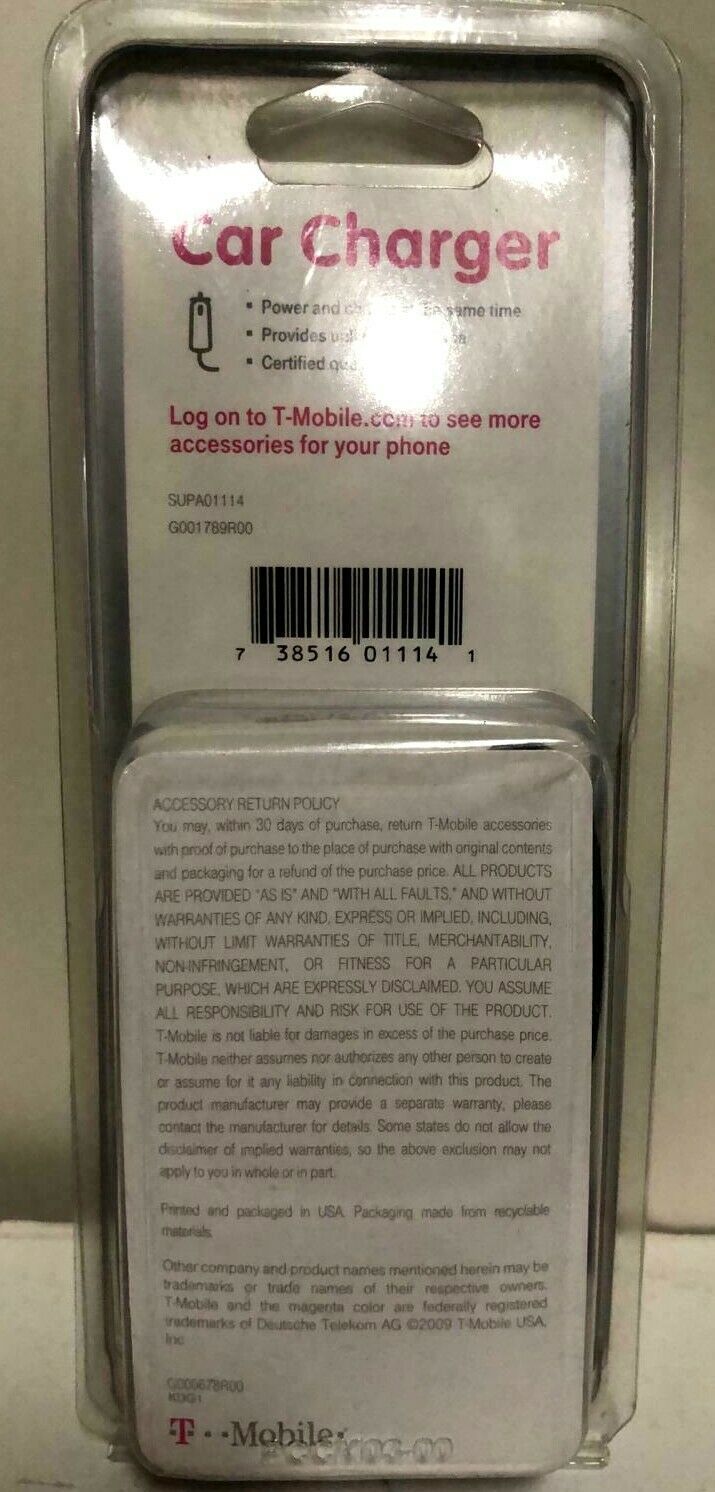 Car Charger
▪ Power and same time
▪ Provides
▪ Certified
Log on to T-Mobile.com to see more
accessories for your phone
SUPA01114
G001789R00
7 38516 01114 1
ACCESSORY RETURN POLICY
You may, within 30 days of purchase, return T-Mobile accessories
with proof of purchase to the place of purchase with original contents
and packaging for a refund of the purchase price. ALL PRODUCTS
ARE PROVIDED "AS IS" AND "WITH ALL FAULTS," AND WITHOUT
WARRANTIES OF ANY KIND, EXPRESS OR IMPLIED, INCLUDING,
WITHOUT LIMIT WARRANTIES OF TITLE, MERCHANTABILITY,
NON-INFRINGEMENT, OR FITNESS FOR A PARTICULAR
PURPOSE, WHICH ARE EXPRESSLY DISCLAIMED. YOU ASSUME
ALL RESPONSIBILITY AND RISK FOR USE OF THE PRODUCT.
T-Mobile is not liable for damages in excess of the purchase price.
T-Mobile neither assumes nor authorizes any other person to create
or assume for it any liability in connection with this product. The
product manufacturer may provide a separate warranty, please
contact the manufacturer for details. Some states do not allow the
disclaimer of implied warranties, so the above exclusion may not
apply to you in whole or in part.
Printed and packaged in USA. Packaging made from recyclable
materials.
Other company and product names mentioned herein may be
trademarks or trade names of their respective owners.
T-Mobile and the magenta color are federally registered
trademarks of Deutsche Telekom AG ©2009 T-Mobile USA,
Inc.
G000678R00
T··Mobile·